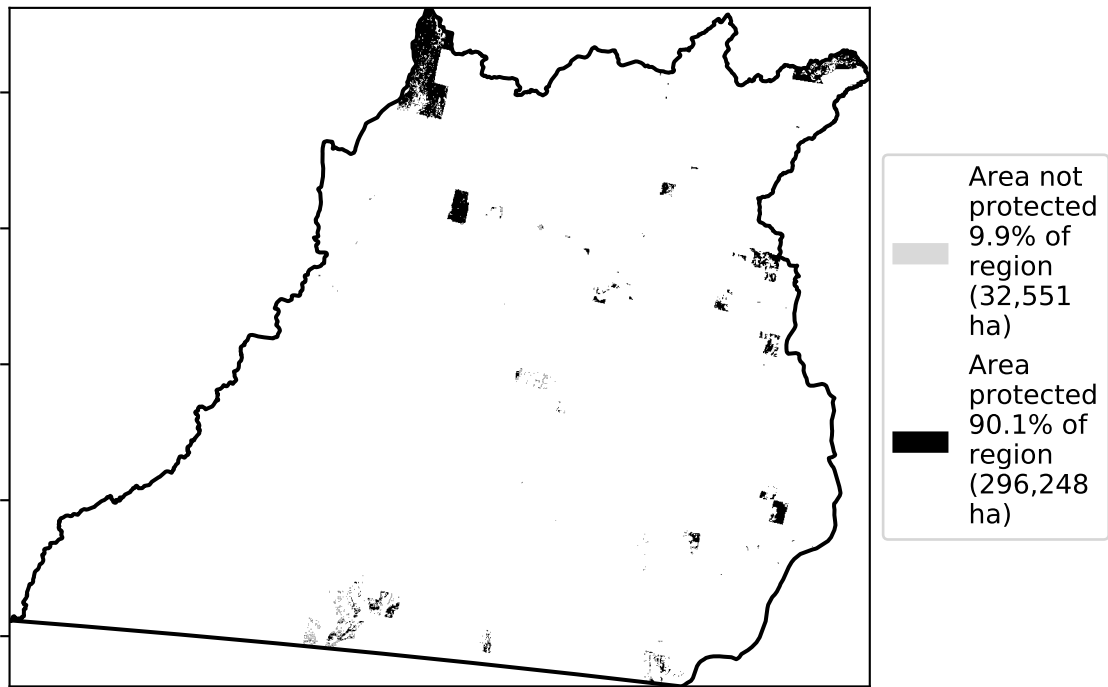 Area not
protected
9.9% of
region
(32,551
ha)
Area
protected
90.1% of
region
(296,248
ha)